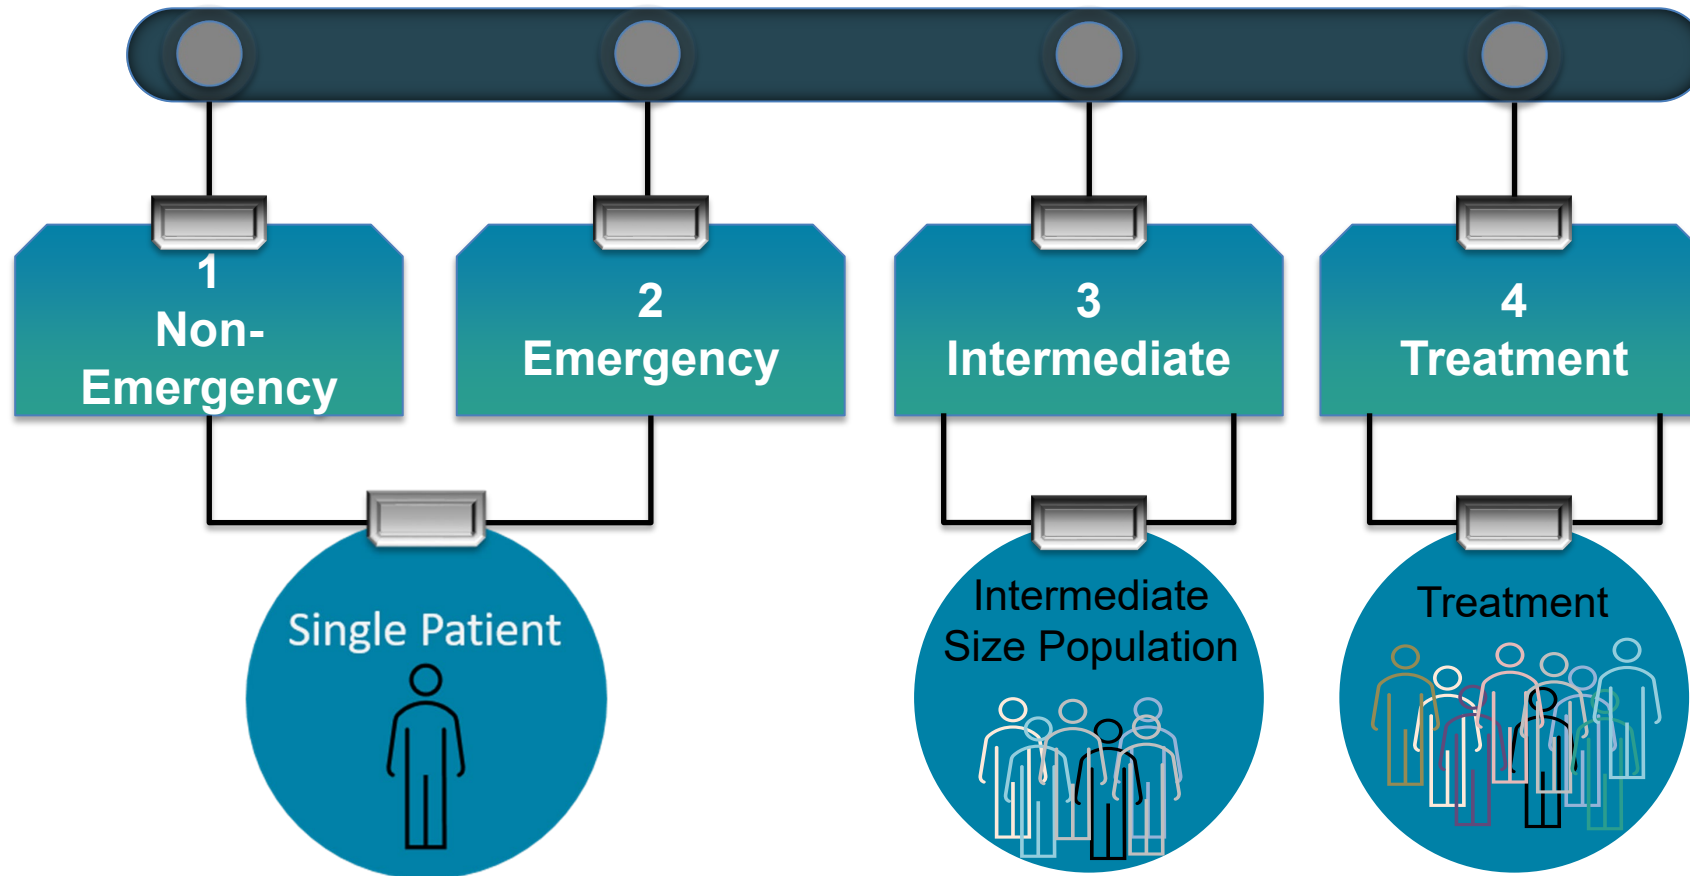 1
Non-
Emergency
2
Emergency
3
Intermediate
4
Treatment
Single Patient
Intermediate
Size Population
Treatment